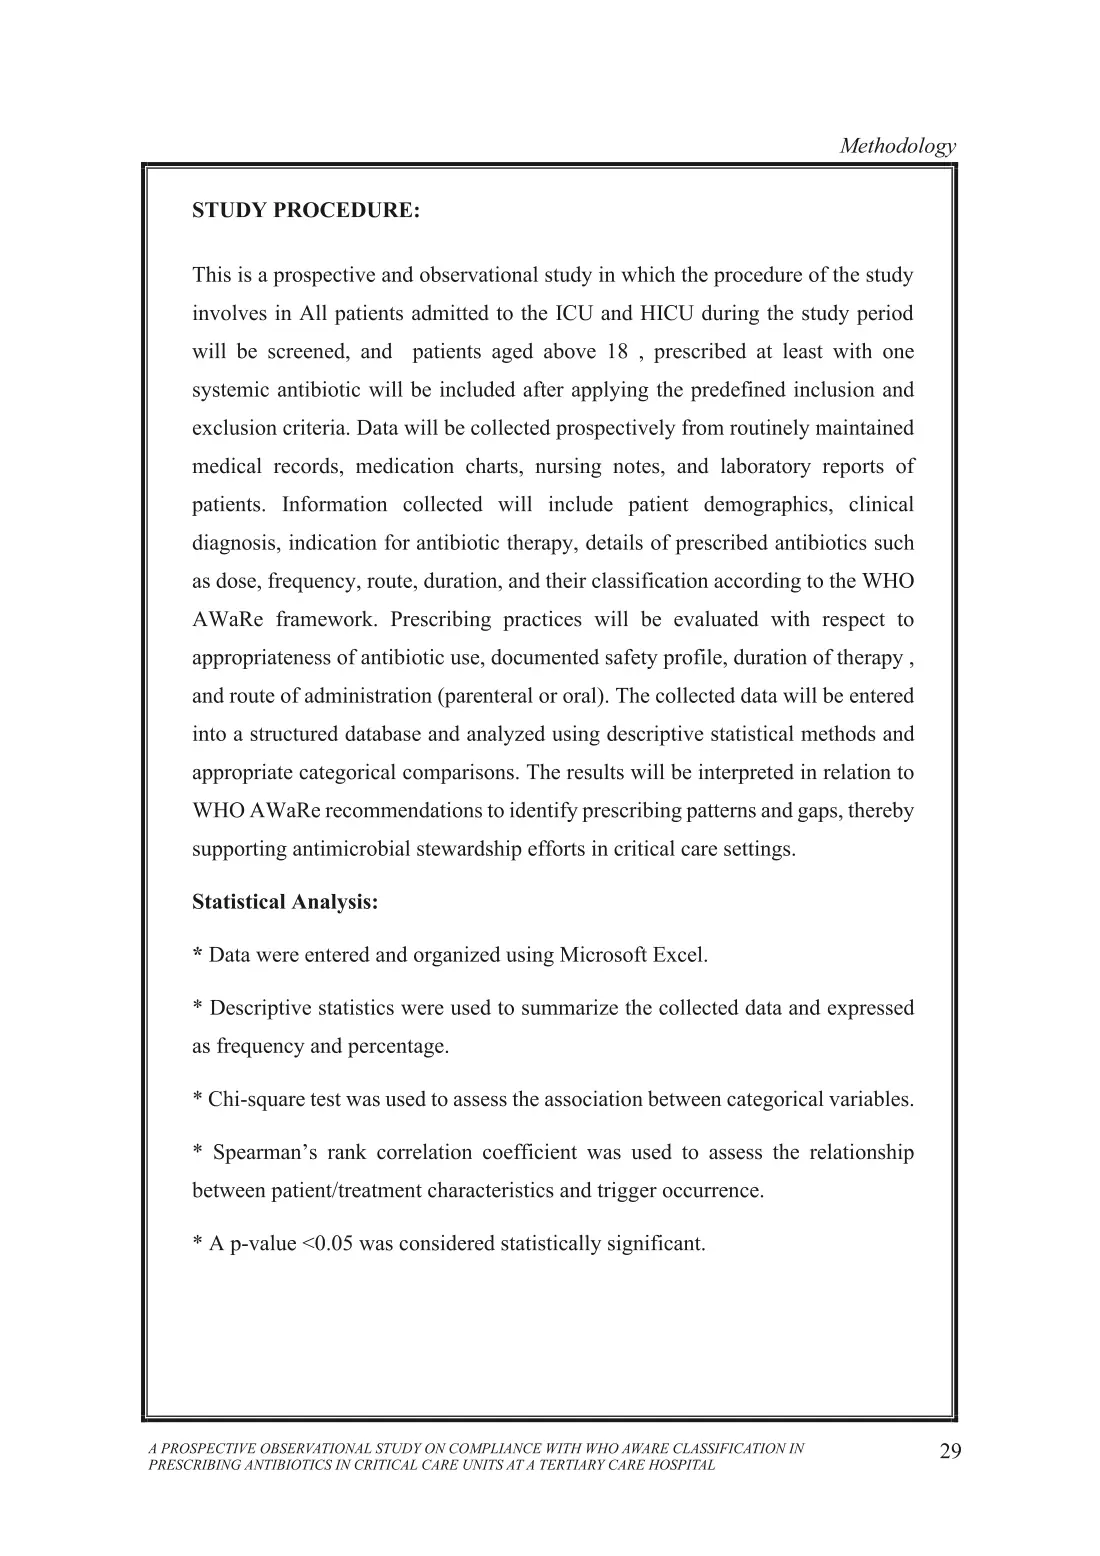 Methodology
STUDY PROCEDURE:
This is a prospective and observational study in which the procedure of the study
involves in All patients admitted to the ICU and HICU during the study period
will be screened, and  patients aged above 18 , prescribed at least with one
systemic antibiotic will be included after applying the predefined inclusion and
exclusion criteria. Data will be collected prospectively from routinely maintained
medical records, medication charts, nursing notes, and laboratory reports of
patients. Information collected will include patient demographics, clinical
diagnosis, indication for antibiotic therapy, details of prescribed antibiotics such
as dose, frequency, route, duration, and their classification according to the WHO
AWaRe framework. Prescribing practices will be evaluated with respect to
appropriateness of antibiotic use, documented safety profile, duration of therapy ,
and route of administration (parenteral or oral). The collected data will be entered
into a structured database and analyzed using descriptive statistical methods and
appropriate categorical comparisons. The results will be interpreted in relation to
WHO AWaRe recommendations to identify prescribing patterns and gaps, thereby
supporting antimicrobial stewardship efforts in critical care settings.
Statistical Analysis:
* Data were entered and organized using Microsoft Excel.
* Descriptive statistics were used to summarize the collected data and expressed
as frequency and percentage.
* Chi-square test was used to assess the association between categorical variables.
* Spearman’s rank correlation coefficient was used to assess the relationship
between patient/treatment characteristics and trigger occurrence.
* A p-value <0.05 was considered statistically significant.
A PROSPECTIVE OBSERVATIONAL STUDY ON COMPLIANCE WITH WHO AWARE CLASSIFICATION IN
PRESCRIBING ANTIBIOTICS IN CRITICAL CARE UNITS AT A TERTIARY CARE HOSPITAL
29